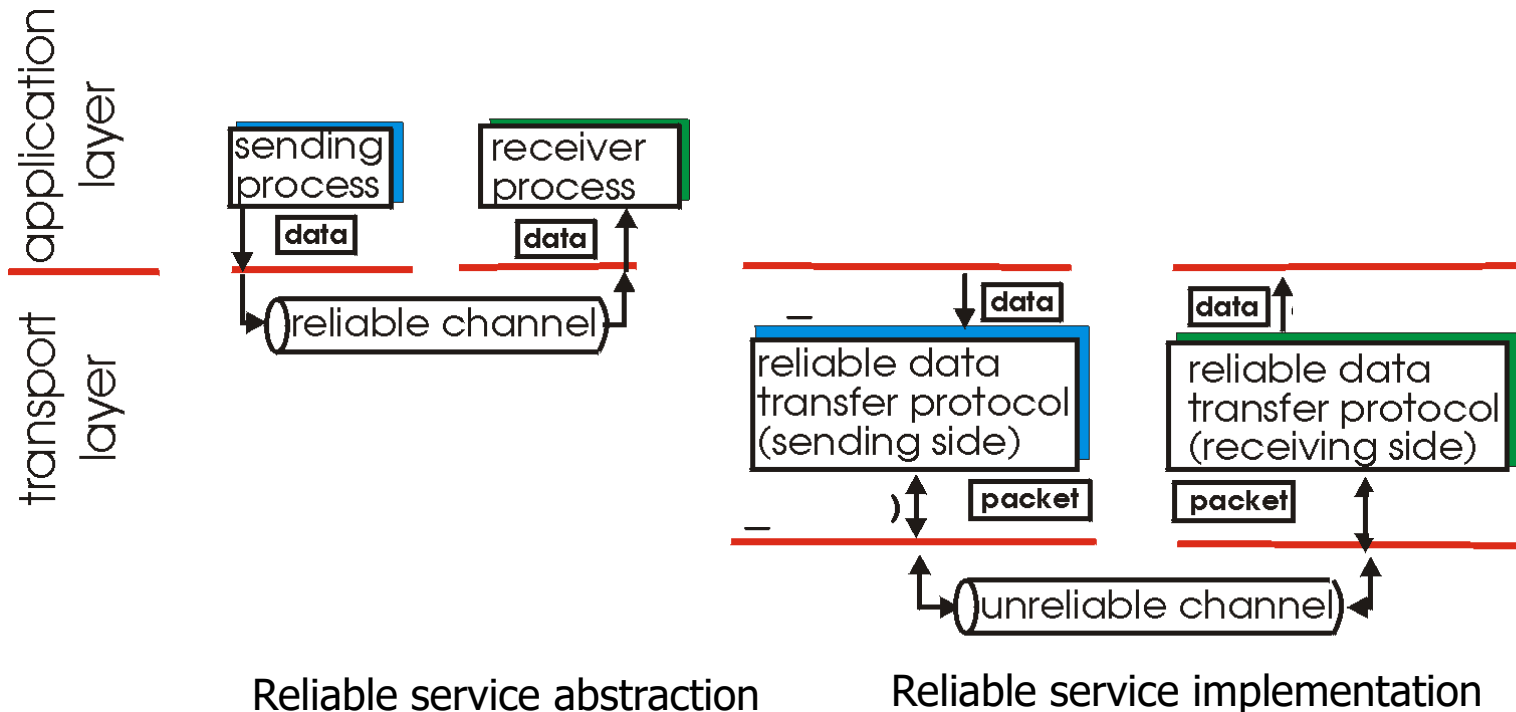 application
layer
transport
layer
sending
process
receiver
process
data
data
reliable channel
data
data
reliable data
transfer protocol
(sending side)
reliable data
transfer protocol
(receiving side)
)
packet
packet
unreliable channel
Reliable service abstraction
Reliable service implementation